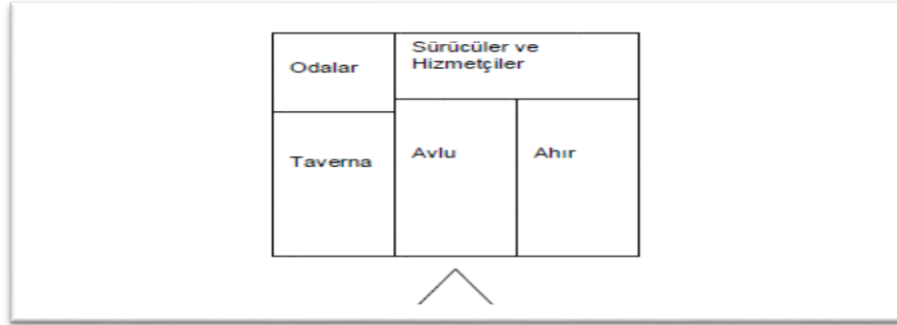 Odalar
Sürücüler ve
Hizmetçiler
Taverna
Avlu
Ahır